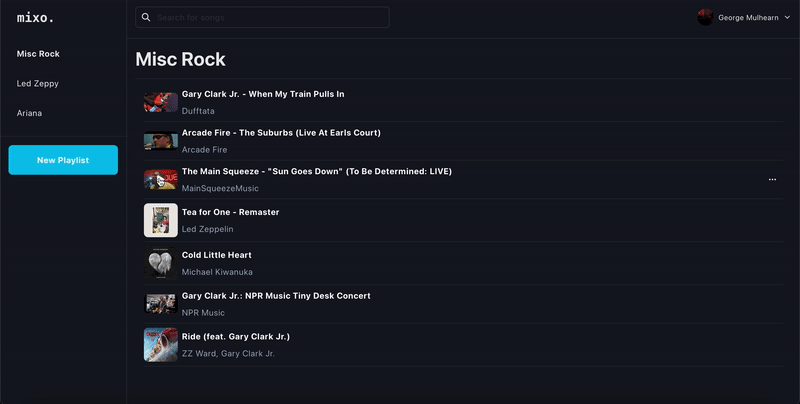 mixo.
Search for songs
George Mulhearn
Misc Rock
Led Zeppy
Ariana
New Playlist
Misc Rock
Gary Clark Jr. - When My Train Pulls In
Dufftata
Arcade Fire - The Suburbs (Live At Earls Court)
Arcade Fire
The Main Squeeze - "Sun Goes Down" (To Be Determined: LIVE)
MainSqueezeMusic
Tea for One - Remaster
Led Zeppelin
Cold Little Heart
Michael Kiwanuka
Gary Clark Jr.: NPR Music Tiny Desk Concert
NPR Music
Ride (feat. Gary Clark Jr.)
ZZ Ward, Gary Clark Jr.